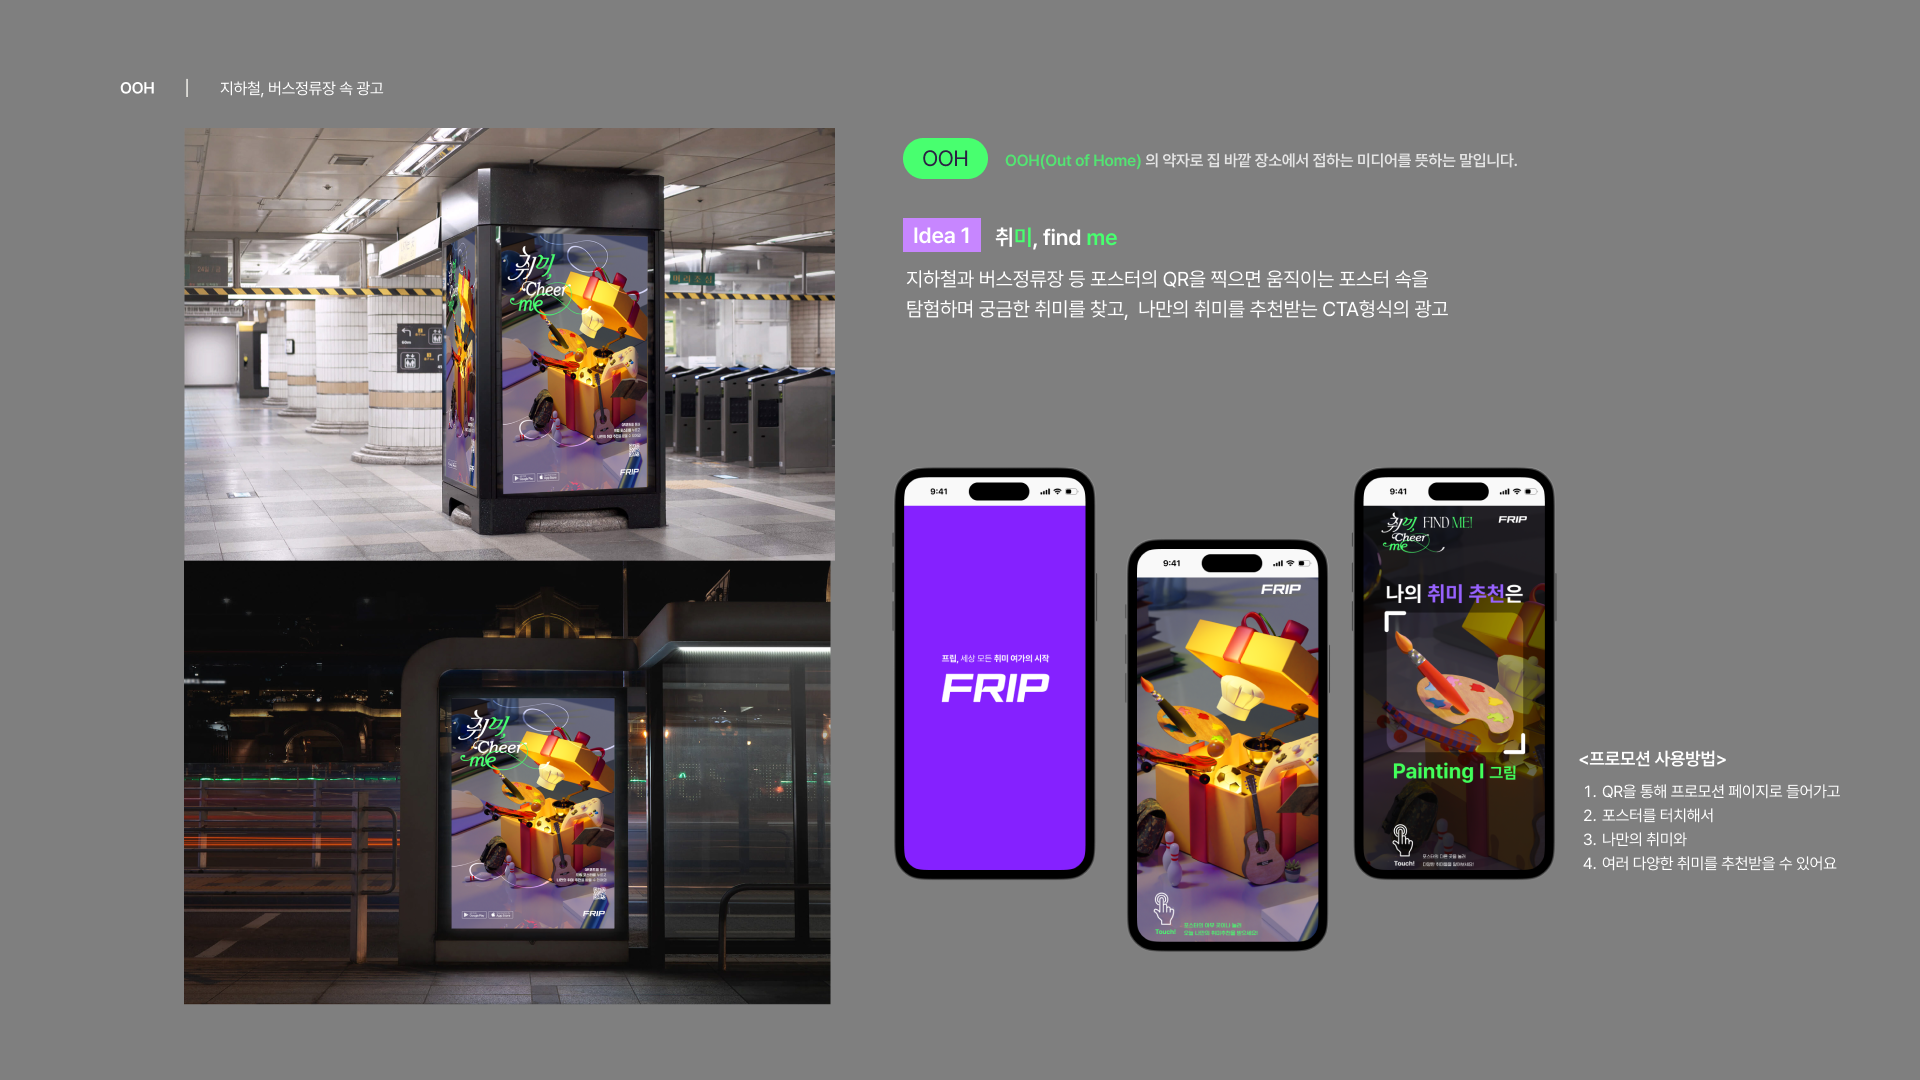 OOH
지하철, 버스정류장 속 광고
OOH
OOH(Out of Home) 의 약자로 집 바깥 장소에서 접하는 미디어를 뜻하는 말입니다.
Idea 1
취미, find me
지하철과 버스정류장 등 포스터의 QR을 찍으면 움직이는 포스터 속을
탐험하며 궁금한 취미를 찾고, 나만의 취미를 추천받는 CTA형식의 광고
취미,
Cheer
me
FRIP
취미,
Cheer
me
FRIP
9:41
프립, 세상 모든 취미 여가의 시작
FRIP
9:41
FRIP
Touch!
9:41
취미, FIND ME!
Cheer
me
FRIP
나의 취미 추천은
Painting I 그림
Touch!
<프로모션 사용방법>
1. QR을 통해 프로모션 페이지로 들어가고
2. 포스터를 터치해서
3. 나만의 취미와
4. 여러 다양한 취미를 추천받을 수 있어요